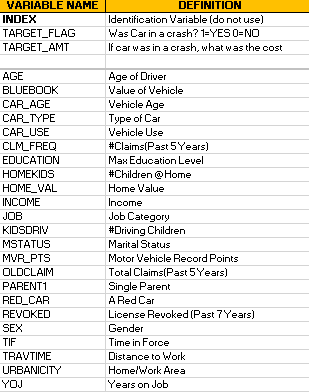 VARIABLE NAME DEFINITION
INDEX Identification Variable (do not use)
TARGET_FLAG Was Car in a crash? 1=YES 0=NO
TARGET_AMT If car was in a crash, what was the cost
AGE Age of Driver
BLUEBOOK Value of Vehicle
CAR_AGE Vehicle Age
CAR_TYPE Type of Car
CAR_USE Vehicle Use
CLM_FREQ #Claims(Past 5 Years)
EDUCATION Max Education Level
HOMEKIDS #Children @Home
HOME_VAL Home Value
INCOME Income
JOB Job Category
KIDSDRIV #Driving Children
MSTATUS Marital Status
MVR_PTS Motor Vehicle Record Points
OLDCLAIM Total Claims(Past 5 Years)
PARENT1 Single Parent
RED_CAR A Red Car
REVOKED License Revoked (Past 7 Years)
SEX Gender
TIF Time in Force
TRAVTIME Distance to Work
URBANICITY Home/Work Area
YOJ Years on Job